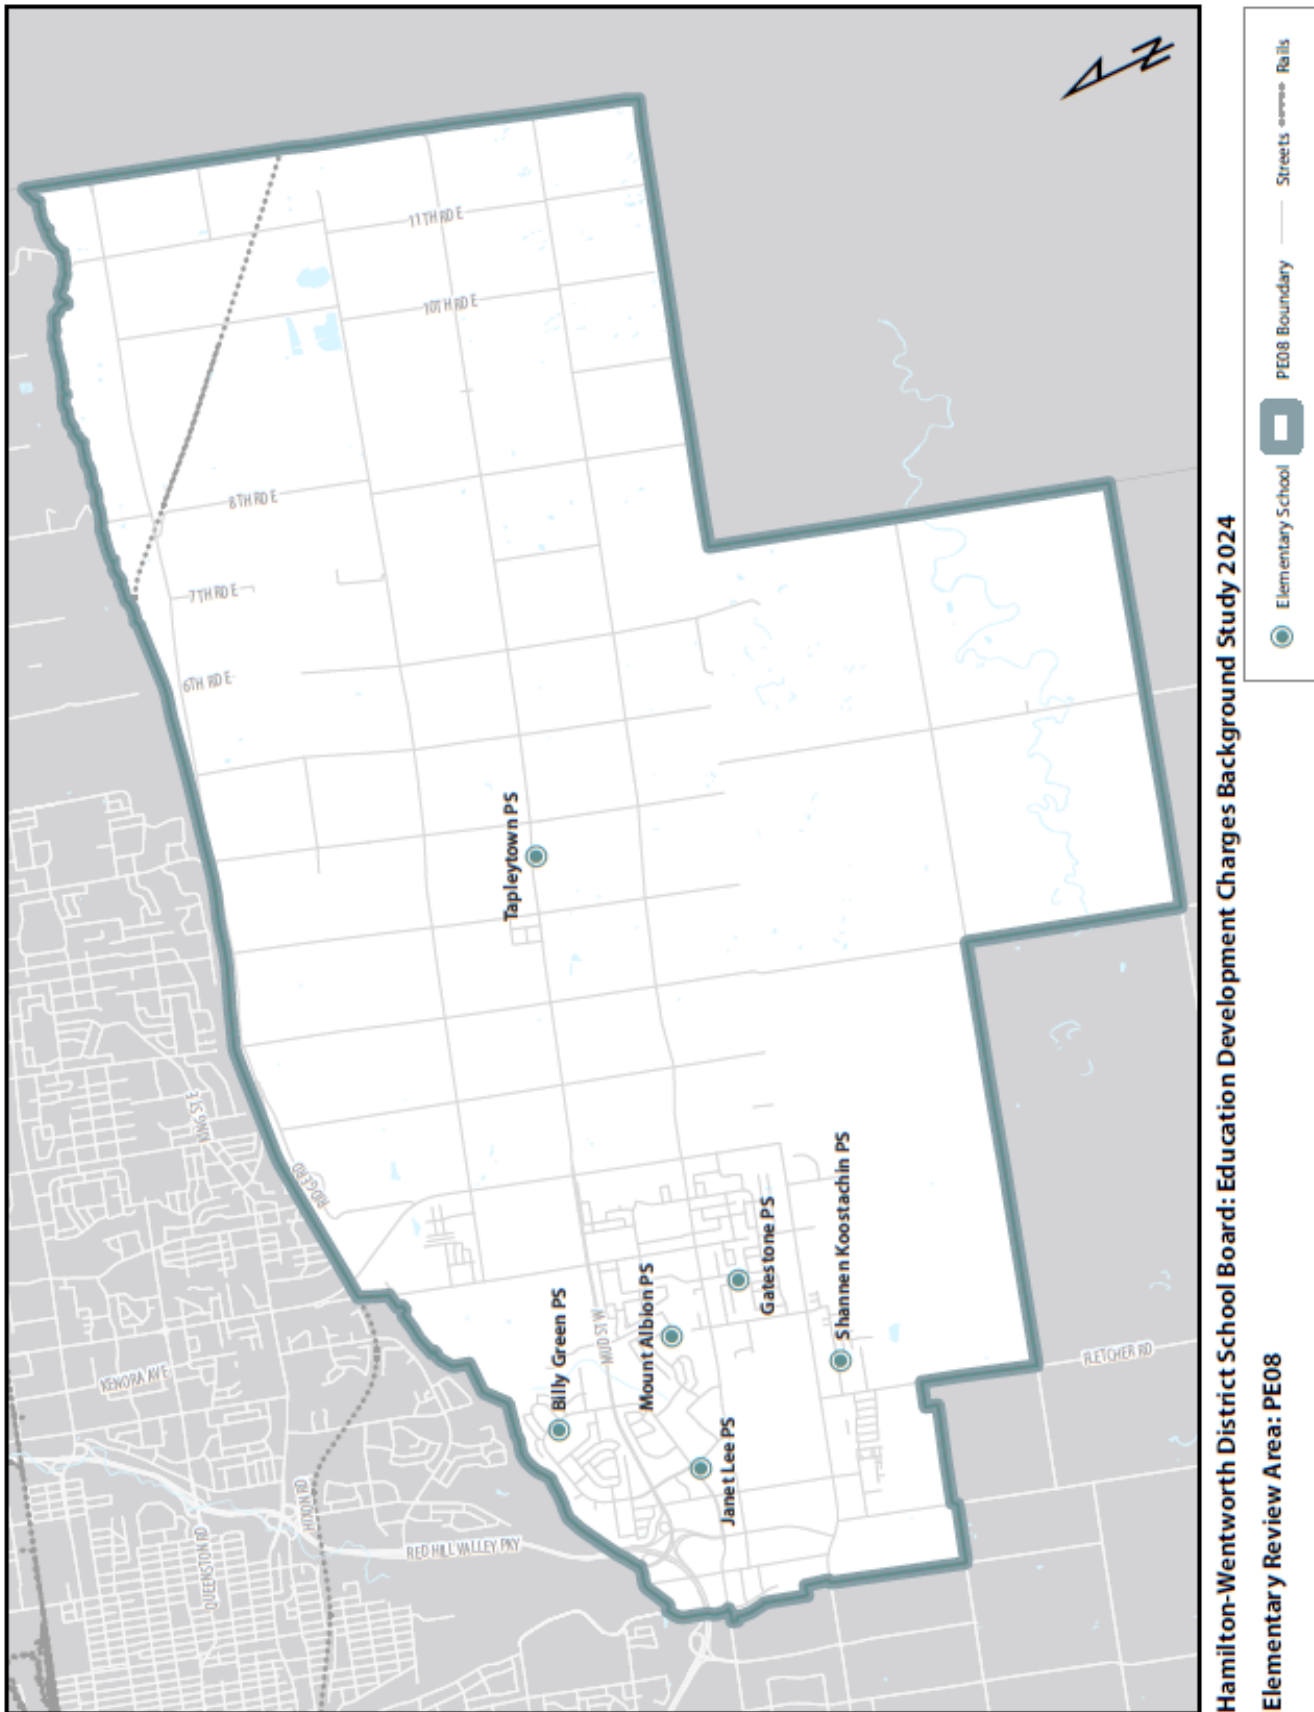 11TH RD E
10TH RD E
8TH RD E
7TH RD E
6TH RD E
Tapleytown PS
KING ST E
RIDGE RD
Billy Green PS
MUD ST W
Mount Albion PS
Gatestone PS
Shannen Koostachin PS
Janet Lee PS
KENORA AVE
QUEENSTON RD
HIXON RD
RED HILL VALLEY PKY
FLETCHER RD
N
Hamilton-Wentworth District School Board: Education Development Charges Background Study 2024
Elementary Review Area: PE08
Elementary School PE08 Boundary Streets Rails